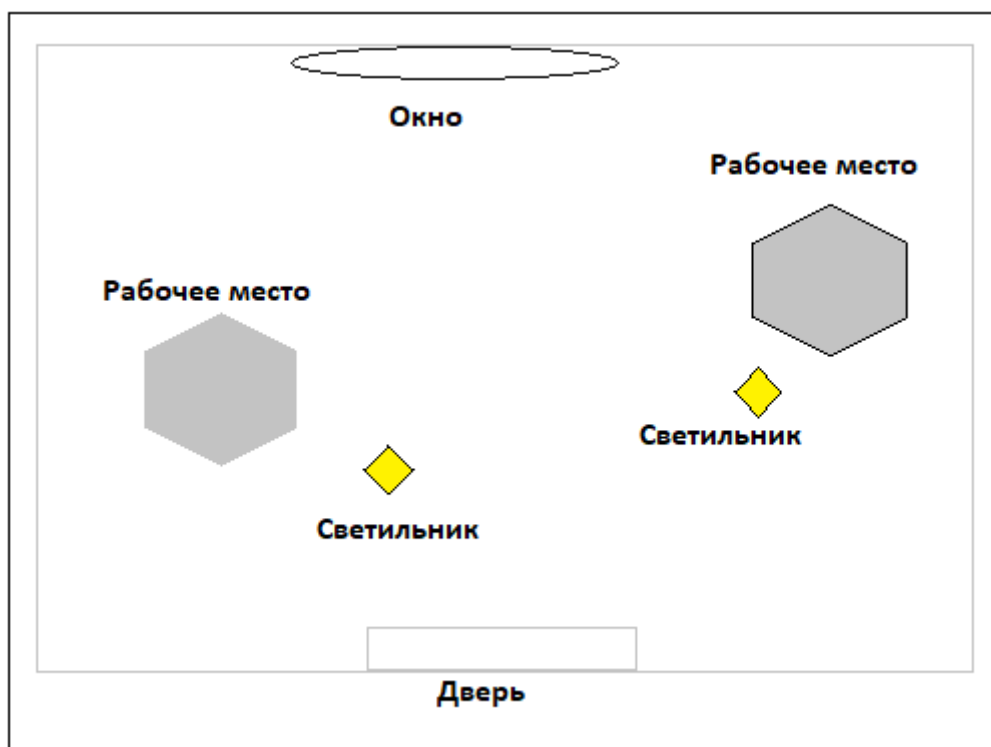 Окно
Рабочее место
Рабочее место
Светильник
Светильник
Дверь